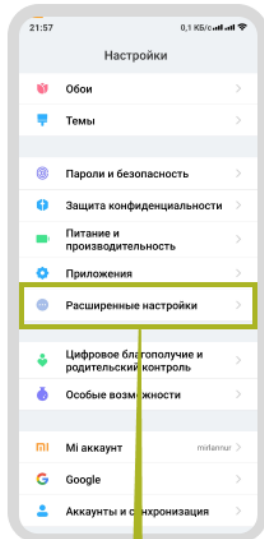 21:57 0,1 КБ/с
Настройки
Обои
Темы
Пароли и безопасность
Защита конфиденциальности
Питание и
производительность
Приложения
Расширенные настройки
Цифровое благополучие и
родительский контроль
Особые возможности
Mi аккаунт mirlannur
Google
Аккаунты и синхронизация